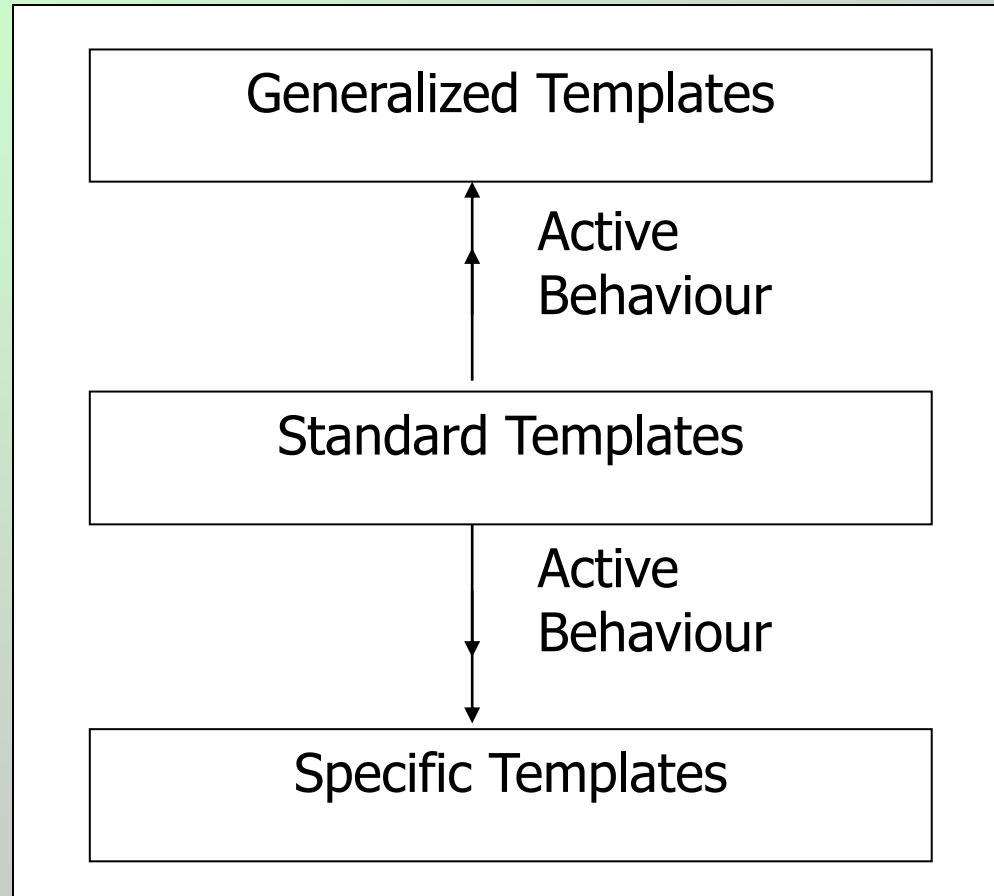 Generalized Templates
Active
Behaviour
Standard Templates
Active
Behaviour
Specific Templates